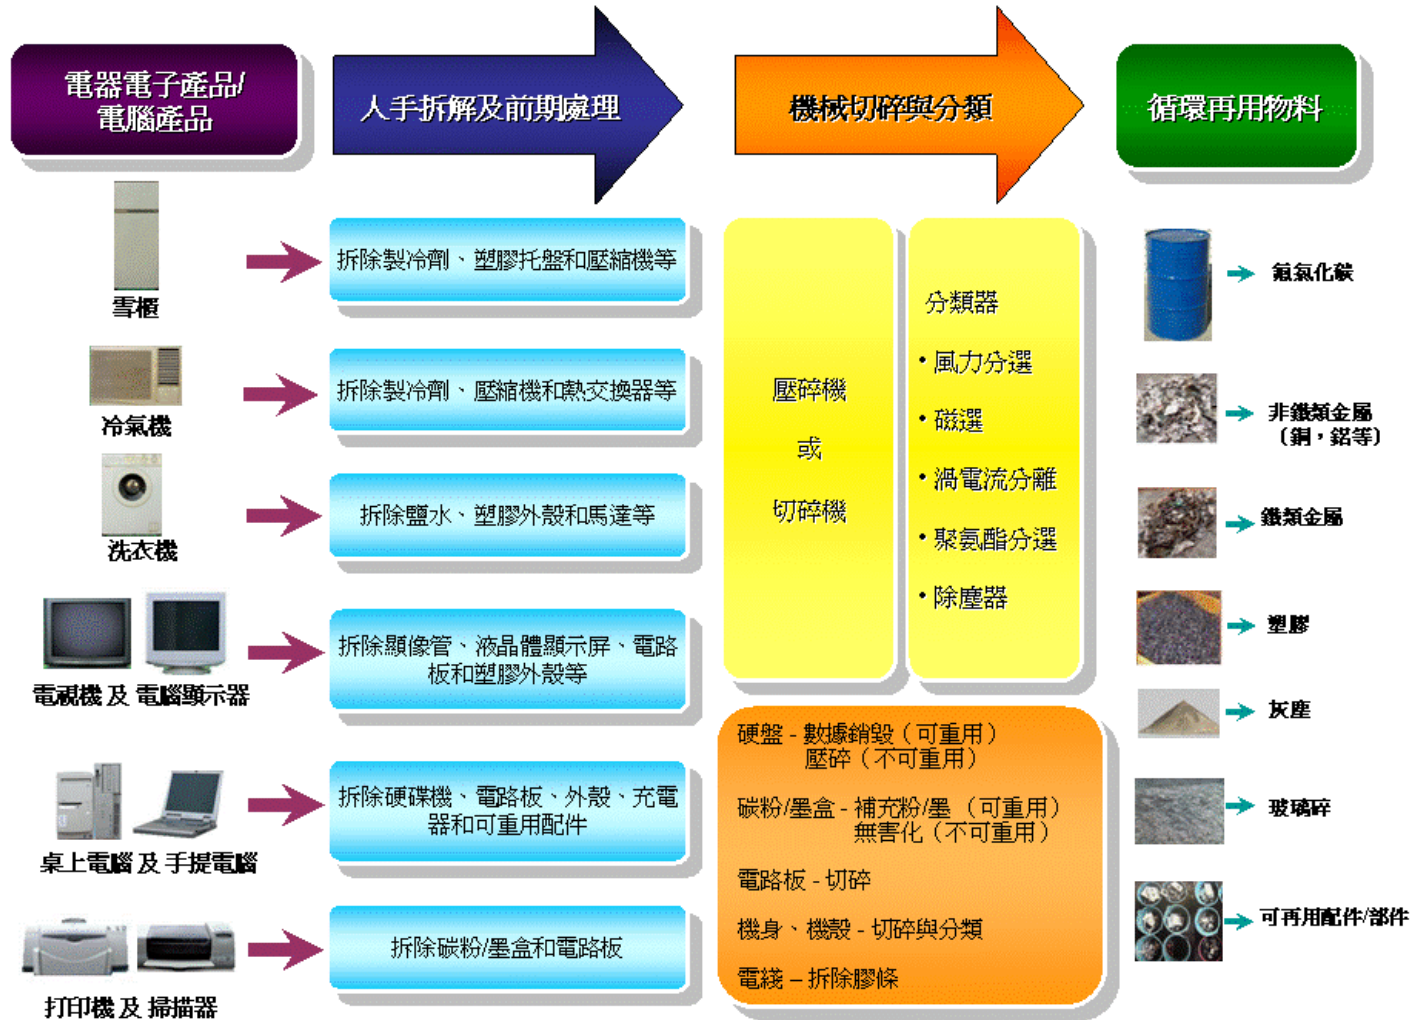 電器電子產品/
電腦產品
人手拆解及前期處理
機械切碎與分類
循環再用物料
雪櫃
拆除製冷劑、塑膠托盤和壓縮機等
冷氣機
拆除製冷劑、壓縮機和熱交換器等
洗衣機
拆除鹽水、塑膠外殼和馬達等
電視機 及 電腦顯示器
拆除顯像管、液晶體顯示屏、電路
板和塑膠外殼等
桌上電腦 及 手提電腦
拆除硬碟機、電路板、外殼、充電
器和可重用配件
打印機 及 掃描器
拆除碳粉/墨盒和電路板
壓碎機
或
切碎機
分類器
•風力分選
•磁選
•渦電流分離
•聚氨酯分選
•除塵器
硬盤 - 數據銷毀（可重用）
壓碎（不可重用）
碳粉/墨盒 - 補充粉/墨 （可重用）
無害化（不可重用）
電路板 - 切碎
機身、機殼 - 切碎與分類
電綫 – 拆除膠條
氟氯化碳
非鐵類金屬
（銅，鋁等）
鐵類金屬
塑膠
灰塵
玻璃碎
可再用配件/部件